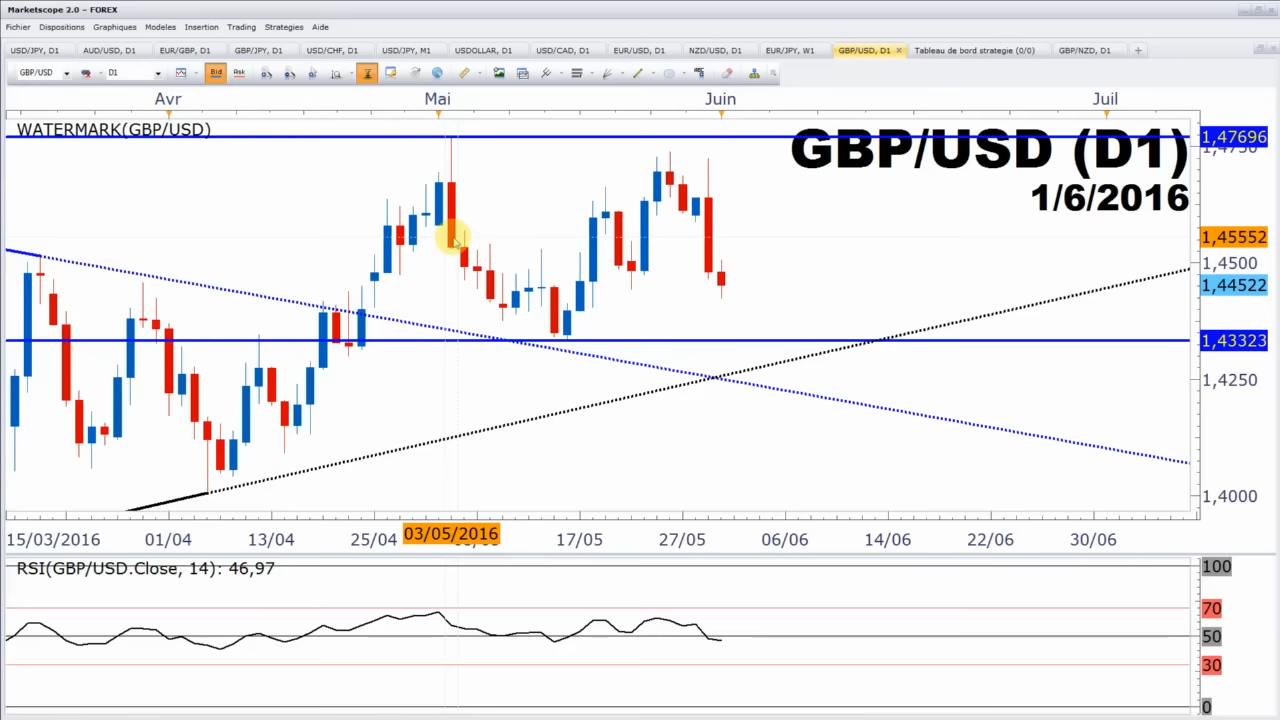 Marketscope 2.0 – FOREX
Fichier Dispositions Graphiques Modeles Insertion Trading Strategies Aide
USD/JPY, D1 AUD/USD, D1 EUR/GBP, D1 GBP/JPY, D1 USD/CHF, D1 USD/JPY, M1 USDOLLAR, D1 USD/CAD, D1 EUR/USD, D1 NZD/USD, D1 EUR/JPY, W1 GBP/USD, D1 Tableau de bord strategie (0/0) GBP/NZD, D1
GBP/USD D1 Bid Rsk ABC
Avr Mai Juin Juil
WATERMARK(GBP/USD)
GBP/USD (D1)
1/6/2016
1,47696
1,4750
1,45552
1,4500
1,44522
1,43323
1,4250
1,4000
15/03/2016 01/04 13/04 25/04 03/05/2016 17/05 27/05 06/06 14/06 22/06 30/06
RSI(GBP/USD.Close, 14): 46,97
100
70
50
30
0